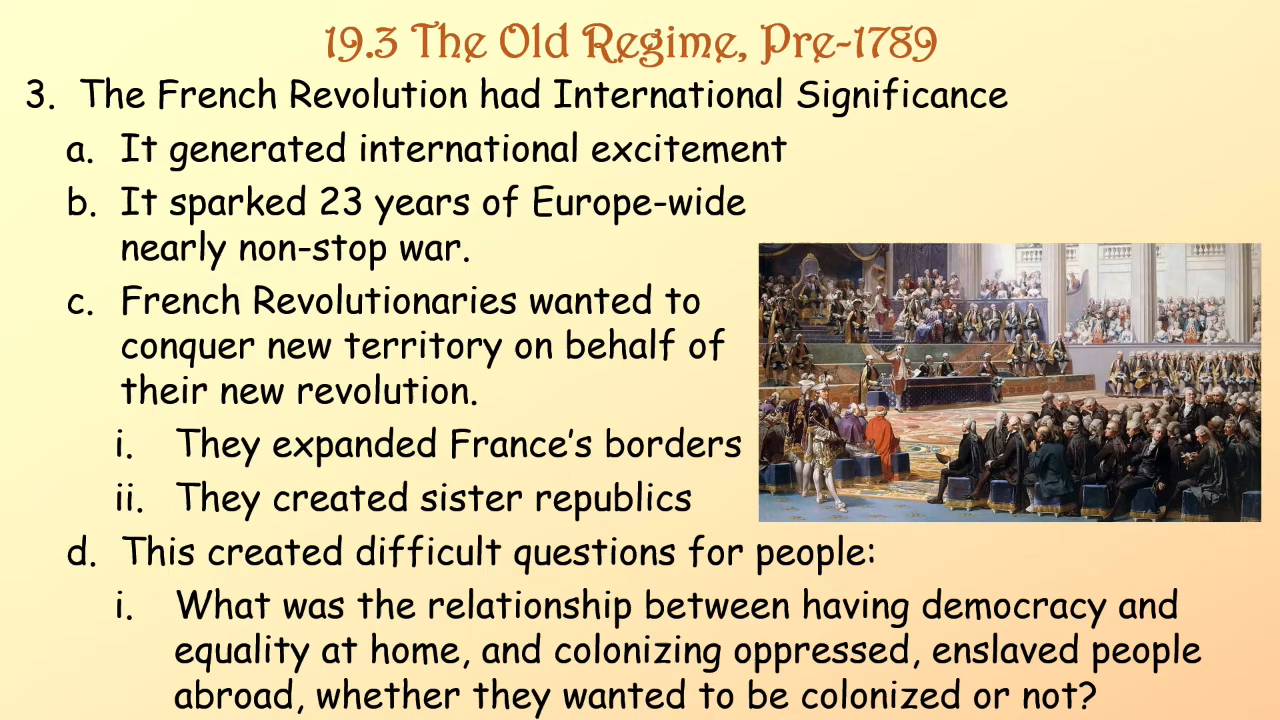 19.3 The Old Regime, Pre-1789
3. The French Revolution had International Significance
a. It generated international excitement
b. It sparked 23 years of Europe-wide
nearly non-stop war.
c. French Revolutionaries wanted to
conquer new territory on behalf of
their new revolution.
i. They expanded France's borders
ii. They created sister republics
d. This created difficult questions for people:
i. What was the relationship between having democracy and
equality at home, and colonizing oppressed, enslaved people
abroad, whether they wanted to be colonized or not?